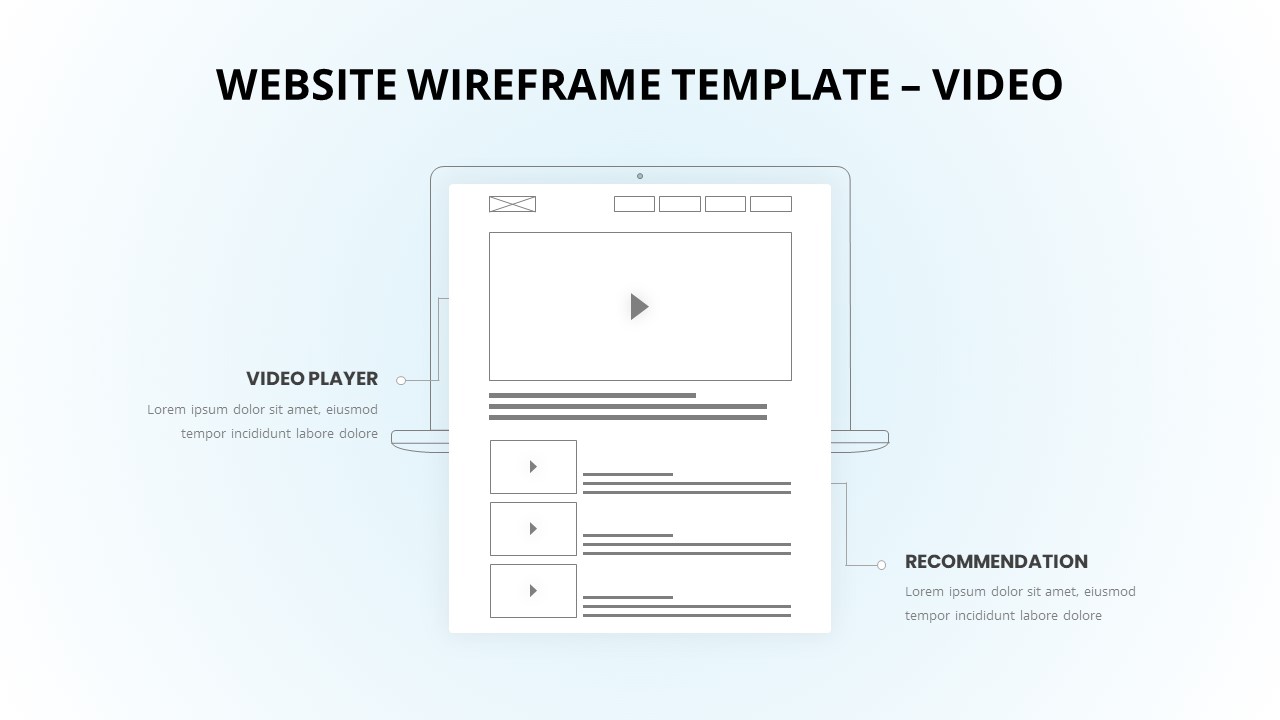 WEBSITE WIREFRAME TEMPLATE – VIDEO
VIDEO PLAYER
Lorem ipsum dolor sit amet, eiusmod
tempor incididunt labore dolore
RECOMMENDATION
Lorem ipsum dolor sit amet, eiusmod
tempor incididunt labore dolore